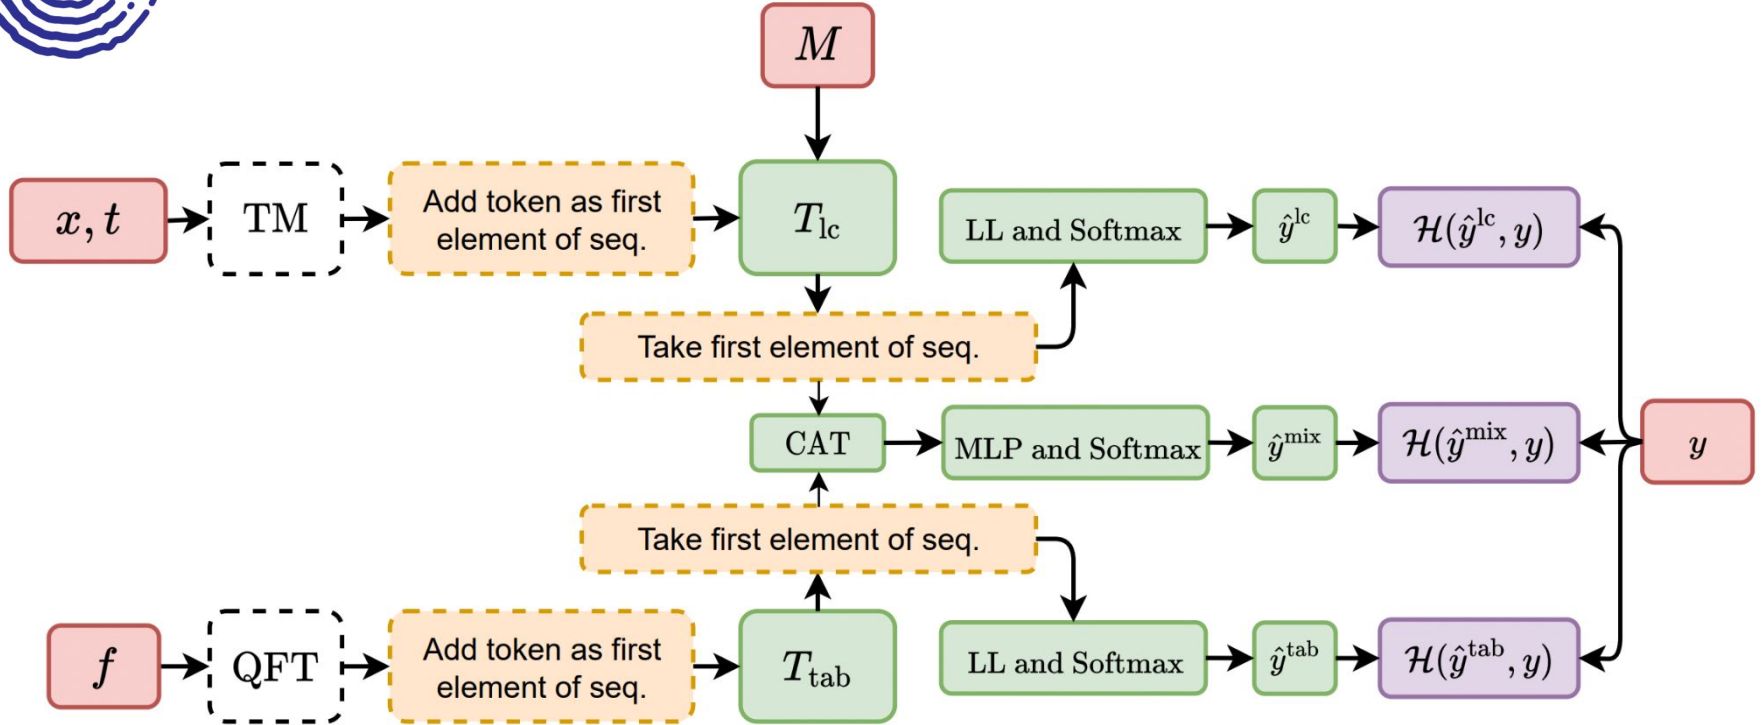 M
x, t
TM
Add token as first
element of seq.
T_lc
LL and Softmax
ŷ^lc
ℋ(ŷ^lc, y)
Take first element of seq.
CAT
MLP and Softmax
ŷ^mix
ℋ(ŷ^mix, y)
y
Take first element of seq.
f
QFT
Add token as first
element of seq.
T_tab
LL and Softmax
ŷ^tab
ℋ(ŷ^tab, y)